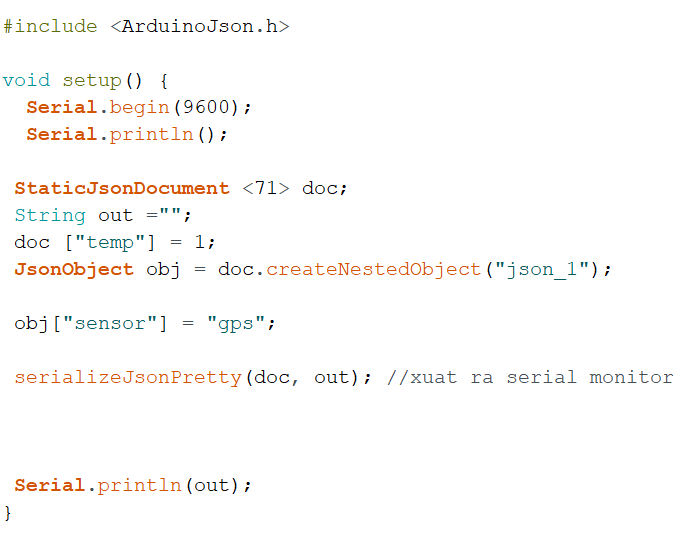 #include <ArduinoJson.h>
void setup() {
Serial.begin(9600);
Serial.println();
StaticJsonDocument <71> doc;
String out ="";
doc ["temp"] = 1;
JsonObject obj = doc.createNestedObject("json_1");
obj["sensor"] = "gps";
serializeJsonPretty(doc, out); //xuat ra serial monitor
Serial.println(out);
}